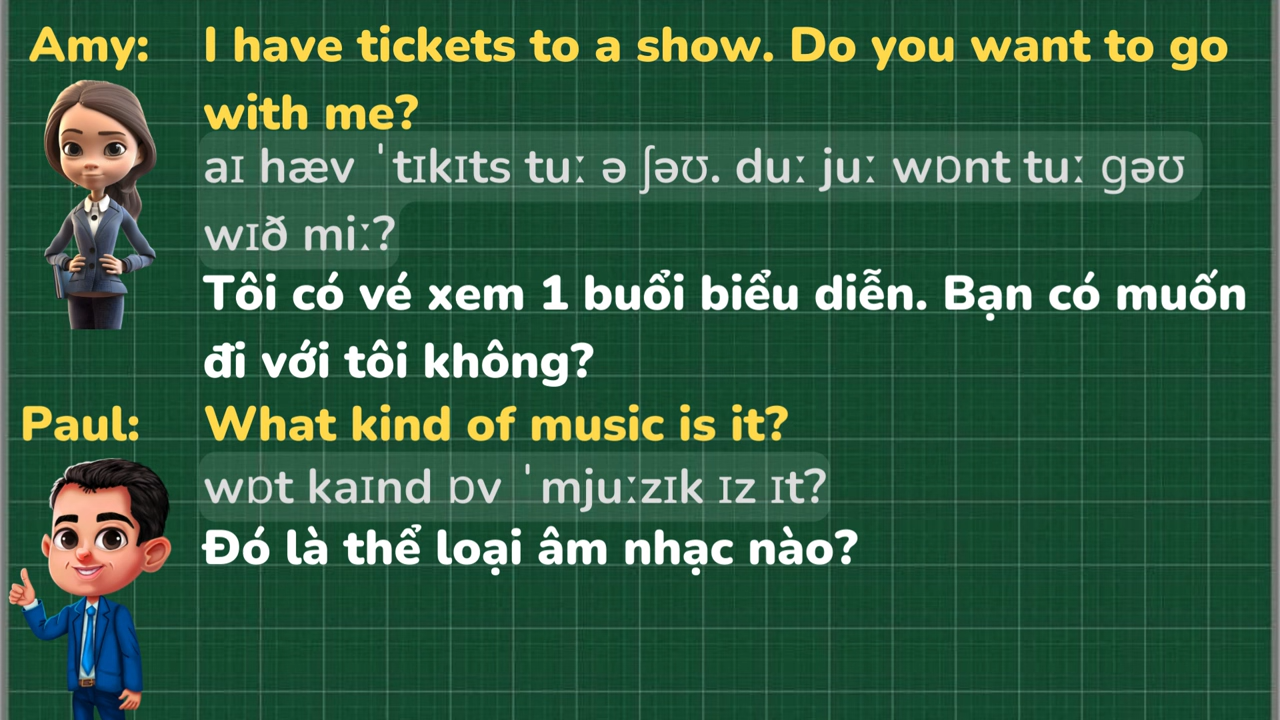 Amy: I have tickets to a show. Do you want to go
with me?
aɪ hæv ˈtɪkɪts tuː ə ʃəʊ. duː juː wɒnt tuː ɡəʊ
wɪð miː?
Tôi có vé xem 1 buổi biểu diễn. Bạn có muốn
đi với tôi không?
Paul: What kind of music is it?
wɒt kaɪnd ɒv ˈmjuːzɪk ɪz ɪt?
Đó là thể loại âm nhạc nào?